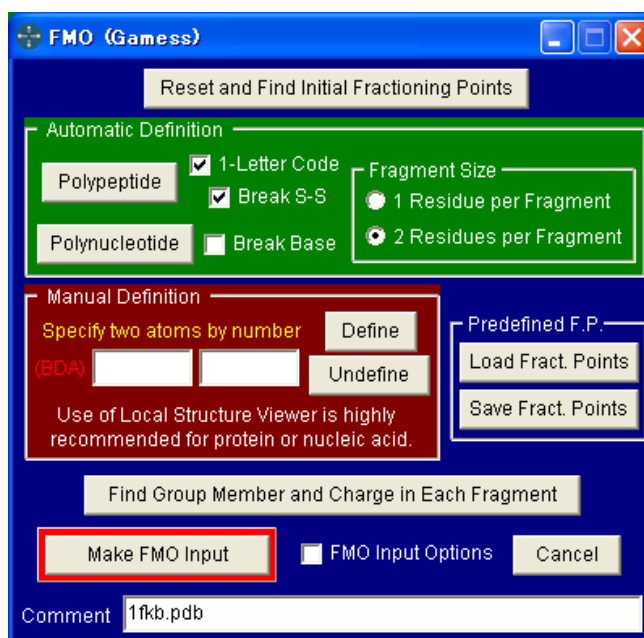 FMO (Gamess)
Reset and Find Initial Fractioning Points
Automatic Definition
Polypeptide
1-Letter Code
Break S-S
Polynucleotide
Break Base
Fragment Size
1 Residue per Fragment
2 Residues per Fragment
Manual Definition
Specify two atoms by number
Define
(BDA)
Undefine
Use of Local Structure Viewer is highly
recommended for protein or nucleic acid.
Predefined F.P.
Load Fract. Points
Save Fract. Points
Find Group Member and Charge in Each Fragment
Make FMO Input
FMO Input Options
Cancel
Comment 1fkb.pdb